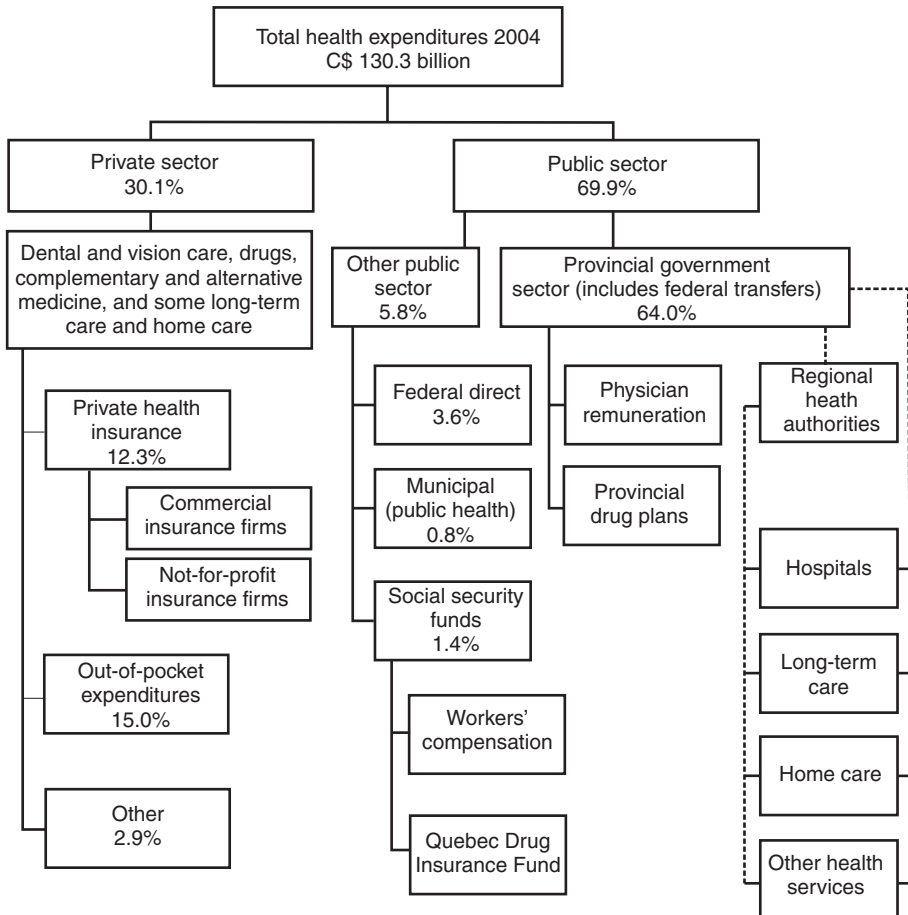 Total health expenditures 2004
C$ 130.3 billion
Private sector
30.1%
Public sector
69.9%
Dental and vision care, drugs,
complementary and alternative
medicine, and some long-term
care and home care
Other public
sector
5.8%
Provincial government
sector (includes federal transfers)
64.0%
Private health
insurance
12.3%
Commercial
insurance firms
Not-for-profit
insurance firms
Out-of-pocket
expenditures
15.0%
Other
2.9%
Federal direct
3.6%
Municipal
(public health)
0.8%
Social security
funds
1.4%
Workers'
compensation
Quebec Drug
Insurance Fund
Physician
remuneration
Provincial
drug plans
Regional
heath
authorities
Hospitals
Long-term
care
Home care
Other health
services